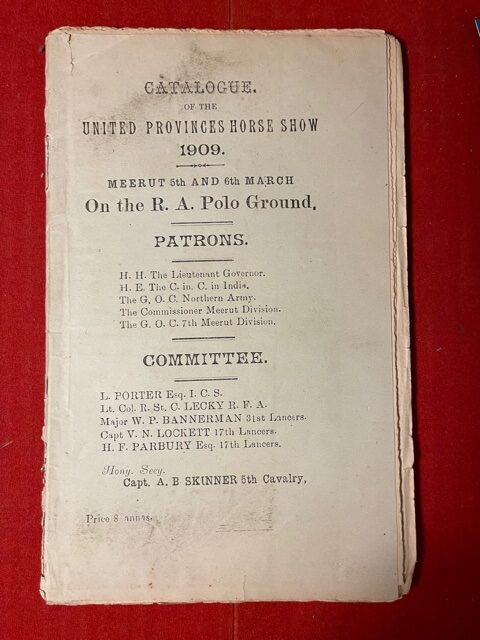 CATALOGUE.
OF THE
UNITED PROVINCES HORSE SHOW
1909.
MEERUT 5th AND 6th MARCH
On the R. A. Polo Ground.
PATRONS.
H. H. The Lieutenant Governor.
H. E. The C. in. C. in India.
The G. O. C. Northern Army.
The Commissioner Meerut Division.
The G. O. C. 7th Meerut Division.
COMMITTEE.
L. PORTER Esq. I. C. S.
Lt. Col. R. St. C. LECKY R. F. A.
Major W. P. BANNERMAN 31st Lancers.
Capt V. N. LOCKETT 17th Lancers.
H. F. PARBURY Esq. 17th Lancers.
Hony. Secy.
Capt. A. B SKINNER 5th Cavalry,
Price 8 annas.